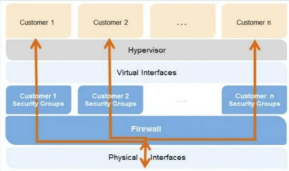 Customer 1 Customer 2 ... Customer n
Hypervisor
Virtual Interfaces
Customer 1 Customer 2 ... Customer n
Security Groups Security Groups Security Groups
Firewall
Physical Interfaces